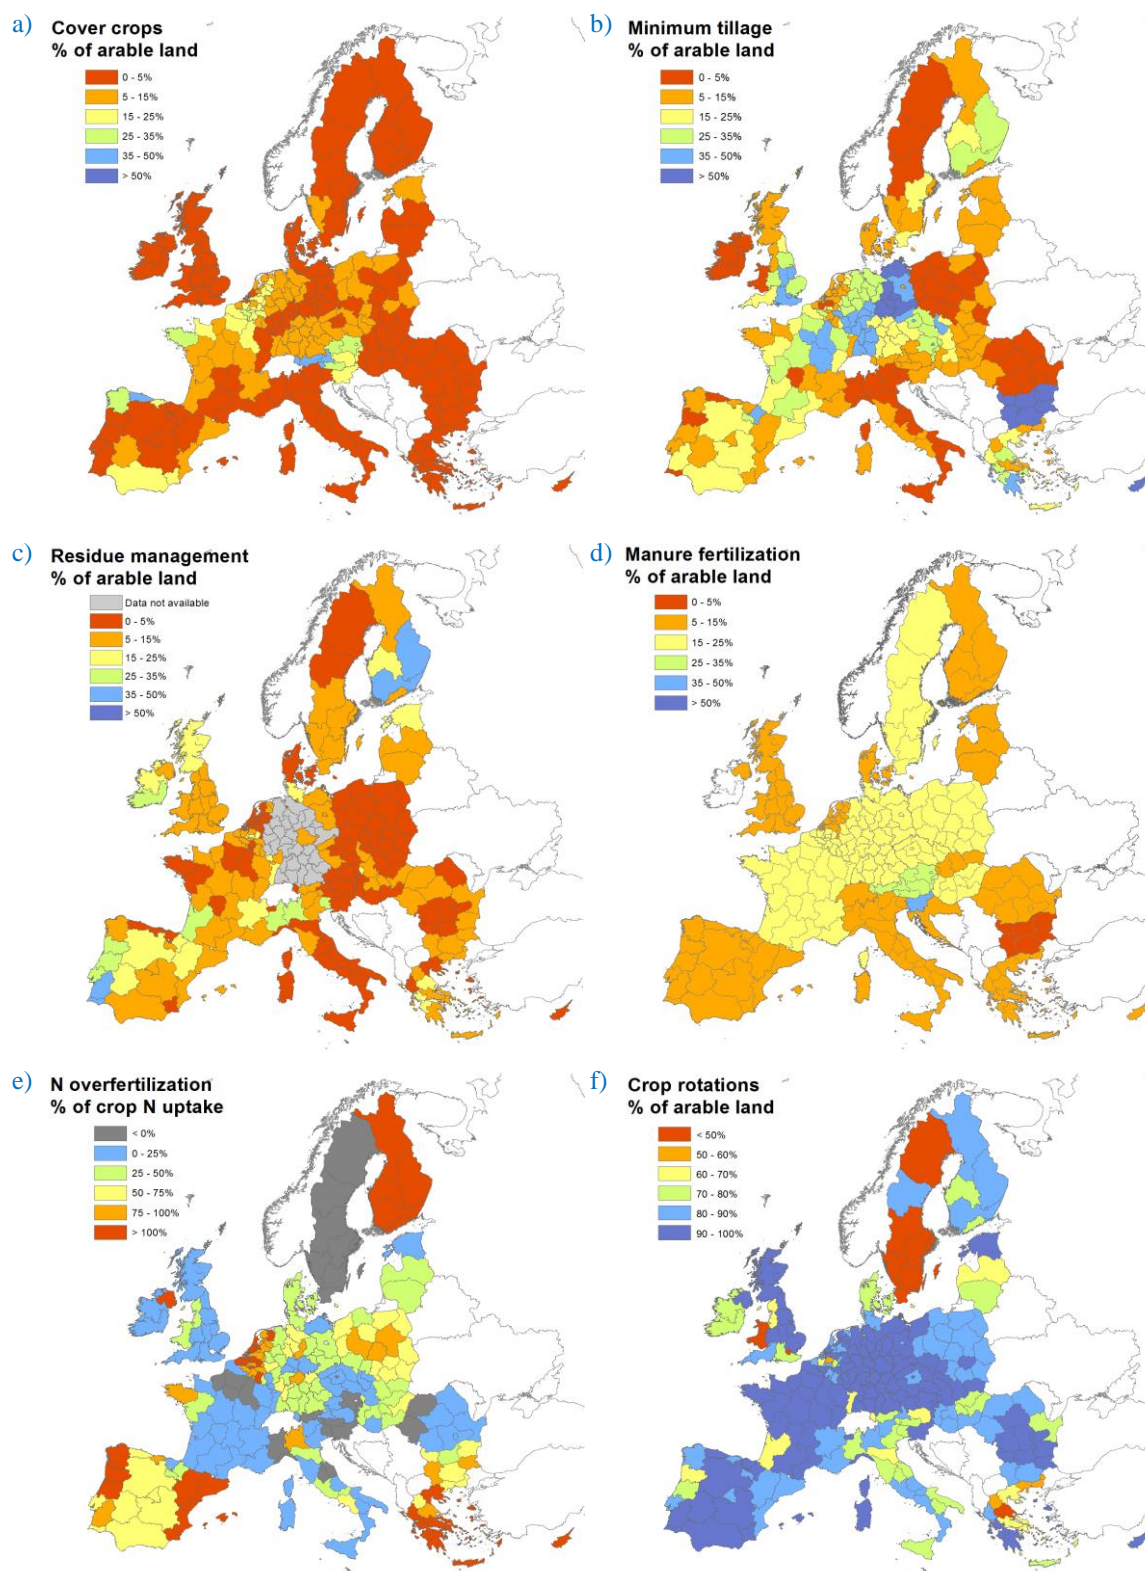 a) Cover crops
% of arable land
0 - 5%
5 - 15%
15 - 25%
25 - 35%
35 - 50%
> 50%
b) Minimum tillage
% of arable land
0 - 5%
5 - 15%
15 - 25%
25 - 35%
35 - 50%
> 50%
c) Residue management
% of arable land
Data not available
0 - 5%
5 - 15%
15 - 25%
25 - 35%
35 - 50%
> 50%
d) Manure fertilization
% of arable land
0 - 5%
5 - 15%
15 - 25%
25 - 35%
35 - 50%
> 50%
e) N overfertilization
% of crop N uptake
< 0%
0 - 25%
25 - 50%
50 - 75%
75 - 100%
> 100%
f) Crop rotations
% of arable land
< 50%
50 - 60%
60 - 70%
70 - 80%
80 - 90%
90 - 100%